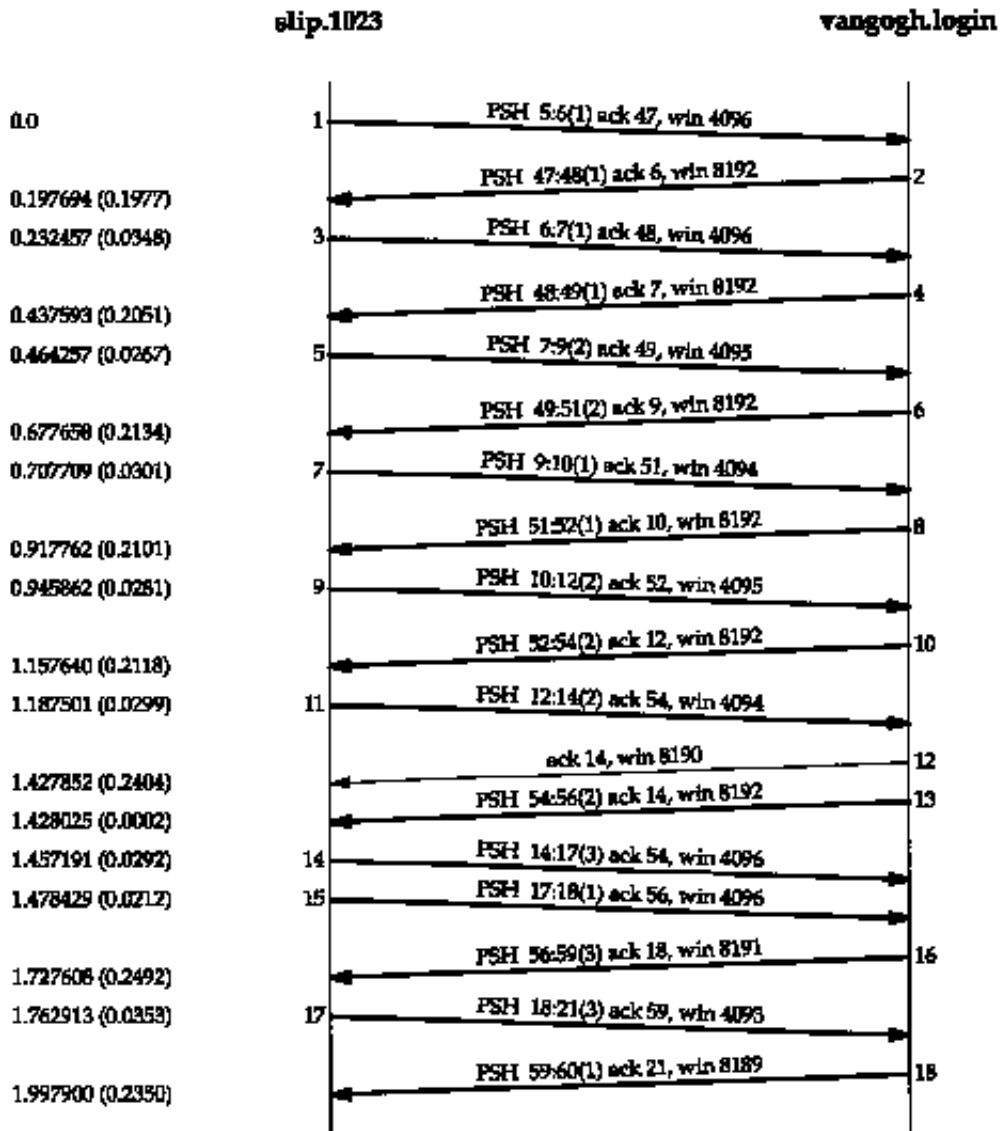 slip.1023 vangogh.login
0.0 1 PSH 5:6(1) ack 47, win 4096
PSH 47:48(1) ack 6, win 8192 2
0.197694 (0.1977)
0.232457 (0.0348) 3 PSH 6:7(1) ack 48, win 4096
PSH 48:49(1) ack 7, win 8192 4
0.437593 (0.2051)
0.464257 (0.0267) 5 PSH 7:9(2) ack 49, win 4095
PSH 49:51(2) ack 9, win 8192 6
0.677658 (0.2134)
0.707709 (0.0301) 7 PSH 9:10(1) ack 51, win 4094
PSH 51:52(1) ack 10, win 8192 8
0.917762 (0.2101)
0.945862 (0.0281) 9 PSH 10:12(2) ack 52, win 4095
PSH 52:54(2) ack 12, win 8192 10
1.157640 (0.2118)
1.187501 (0.0299) 11 PSH 12:14(2) ack 54, win 4094
ack 14, win 8190 12
1.427852 (0.2404)
PSH 54:56(2) ack 14, win 8192 13
1.428025 (0.0002)
1.457191 (0.0292) 14 PSH 14:17(3) ack 54, win 4096
1.478429 (0.0212) 15 PSH 17:18(1) ack 56, win 4096
PSH 56:59(3) ack 18, win 8191 16
1.727608 (0.2492)
1.762913 (0.0353) 17 PSH 18:21(3) ack 59, win 4093
PSH 59:60(1) ack 21, win 8189 18
1.997900 (0.2350)